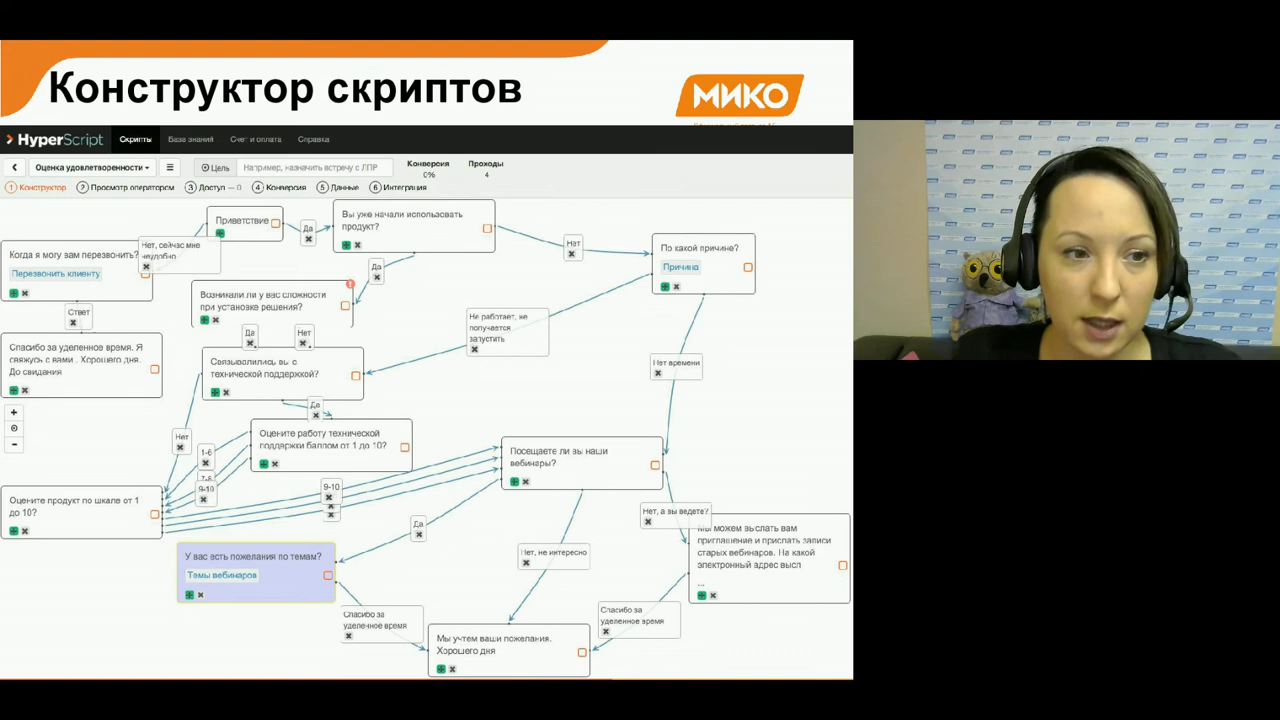 Конструктор скриптов
МИКО
HyperScript Скрипты База знаний Счет и оплата Справка
Оценка удовлетворенности Цель Например, назначить встречу с ЛПР Конверсия 0% Проходы 4
1 Конструктор 2 Просмотр оператором 3 Доступ — 0 4 Конверсия 5 Данные 6 Интеграция
Приветствие
Да
Вы уже начали использовать
продукт?
Нет
По какой причине?
Причина
Нет, сейчас мне
неудобно
Когда я могу вам перезвонить?
Перезвонить клиенту
Да
Возникали ли у вас сложности
при установке решения?
Ответ
Не работает, не
получается
запустить
Да
Нет
Спасибо за уделенное время. Я
свяжусь с вами . Хорошего дня.
До свидания
Связывались вы с
технической поддержкой?
Нет времени
Да
Оцените работу технической
поддержки баллом от 1 до 10?
Нет
1-6
7-8
9-10
Посещаете ли вы наши
вебинары?
Оцените продукт по шкале от 1
до 10?
9-10
Да
Нет, а вы ведете?
Мы можем выслать вам
приглашение и прислать записи
старых вебинаров. На какой
электронный адрес высл
...
У вас есть пожелания по темам?
Темы вебинаров
Нет, не интересно
Спасибо за
уделенное время
Спасибо за
уделенное время
Мы учтем ваши пожелания.
Хорошего дня